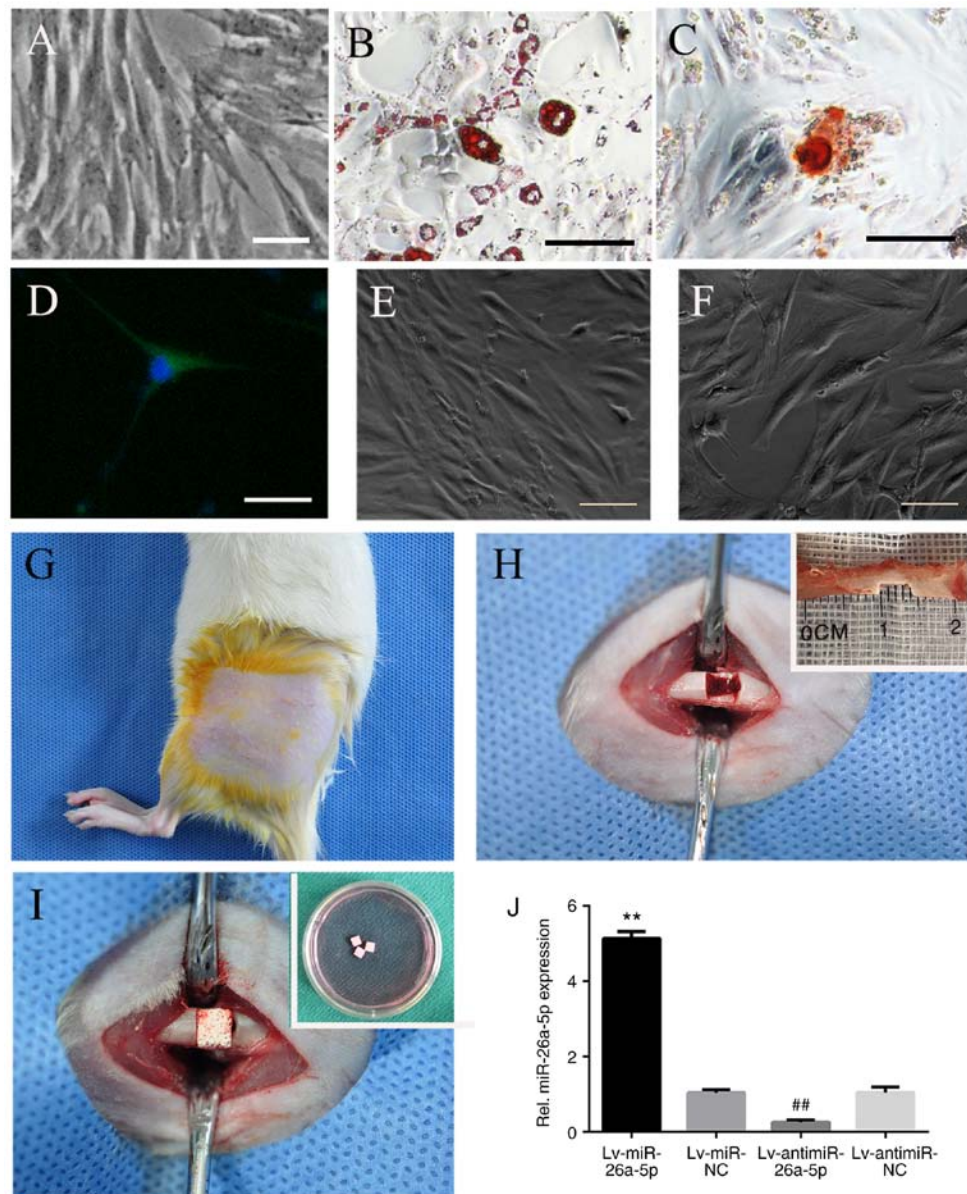 A
B
C
D
E
F
G
H
0CM 1 2
I
J
Rel. miR-26a-5p expression
6
4
2
0
**
##
Lv-miR-
26a-5p
Lv-miR-
NC
Lv-antimiR-
26a-5p
Lv-antimiR-
NC